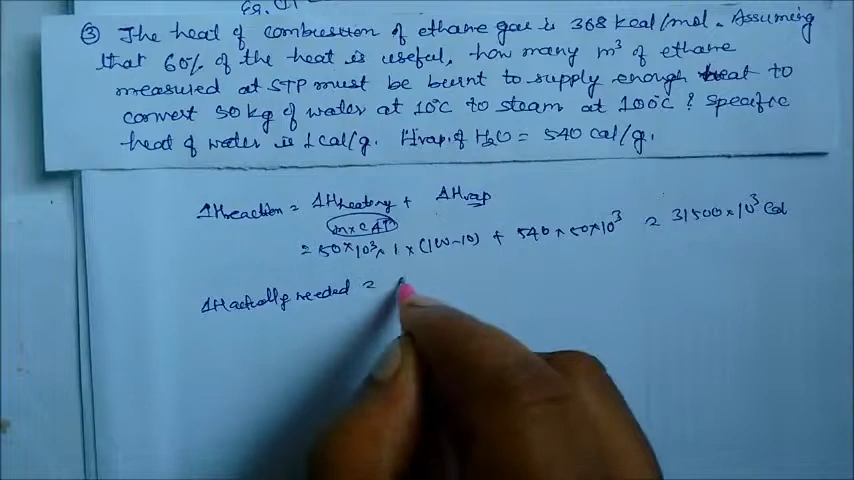 ③ The heat of combustion of ethane gas is 368 kcal/mol. Assuming
that 60% of the heat is useful, how many m³ of ethane
measured at STP must be burnt to supply enough heat to
convert 50 kg of water at 10°C to steam at 100°C ? Specific
heat of water is 1 cal/g. Hvap. of H₂O = 540 cal/g.
ΔHreaction = ΔHheating + ΔHvap
m×c ΔT
= 50×10³×1×(100-10) + 540×50×10³ = 31500×10³ Cal
ΔHactually needed =